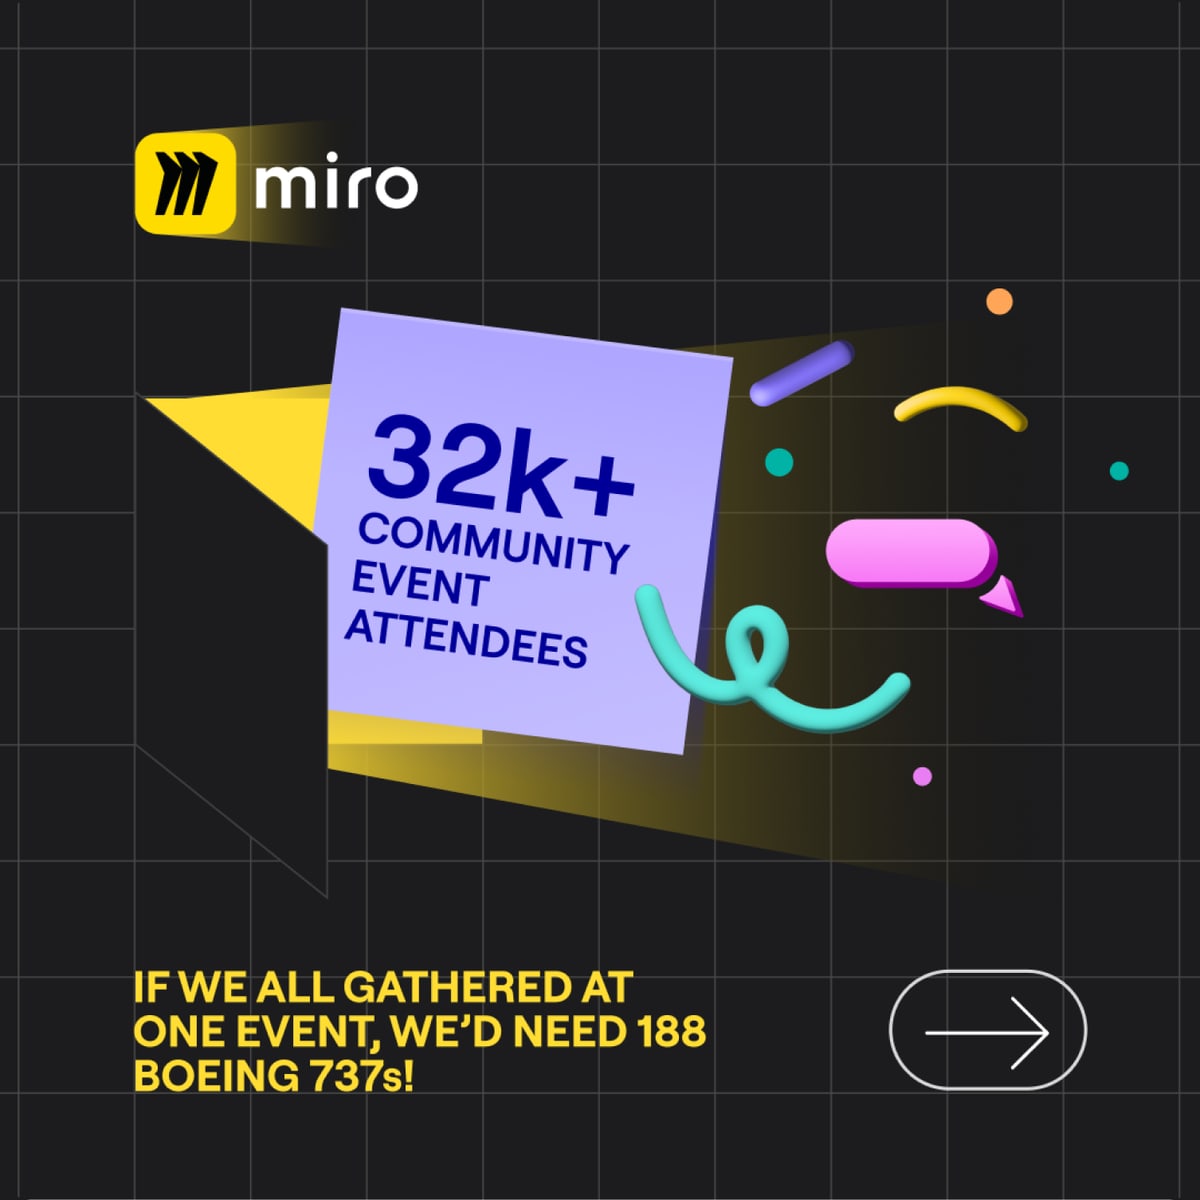 miro
32k+
COMMUNITY
EVENT
ATTENDEES
IF WE ALL GATHERED AT
ONE EVENT, WE’D NEED 188
BOEING 737s!